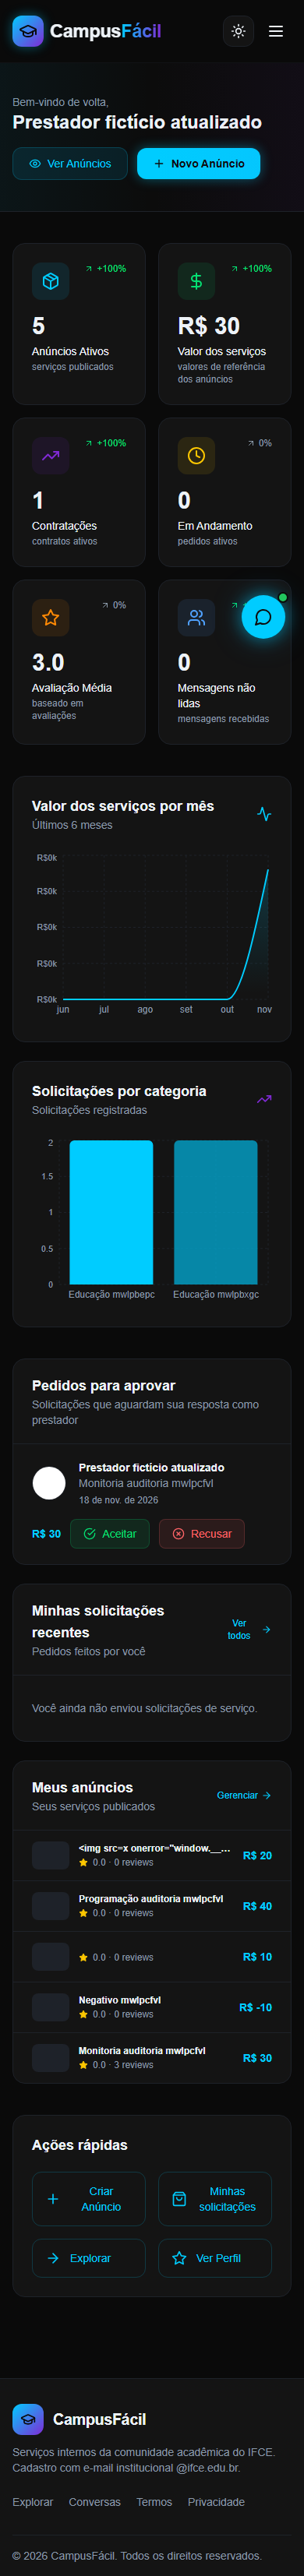 CampusFácil
Bem-vindo de volta,
Prestador fictício atualizado
Ver Anúncios
Novo Anúncio
+100%
5
Anúncios Ativos
serviços publicados
+100%
R$ 30
Valor dos serviços
valores de referência
dos anúncios
+100%
1
Contratações
contratos ativos
0%
0
Em Andamento
pedidos ativos
0%
3.0
Avaliação Média
baseado em
avaliações
0
Mensagens não
lidas
mensagens recebidas
Valor dos serviços por mês
Últimos 6 meses
R$0k
R$0k
R$0k
R$0k
R$0k
jun jul ago set out nov
Solicitações por categoria
Solicitações registradas
2
1.5
1
0.5
0
Educação mwlpbepc Educação mwlpbxgc
Pedidos para aprovar
Solicitações que aguardam sua resposta como
prestador
Prestador fictício atualizado
Monitoria auditoria mwlpcfvl
18 de nov. de 2026
R$ 30 Aceitar Recusar
Minhas solicitações
recentes
Ver
todos
Pedidos feitos por você
Você ainda não enviou solicitações de serviço.
Meus anúncios
Gerenciar
Seus serviços publicados
<img src=x onerror="window.__...
0.0 · 0 reviews
R$ 20
Programação auditoria mwlpcfvl
0.0 · 0 reviews
R$ 40
0.0 · 0 reviews
R$ 10
Negativo mwlpcfvl
0.0 · 0 reviews
R$ -10
Monitoria auditoria mwlpcfvl
0.0 · 3 reviews
R$ 30
Ações rápidas
Criar
Anúncio
Minhas
solicitações
Explorar
Ver Perfil
CampusFácil
Serviços internos da comunidade acadêmica do IFCE.
Cadastro com e-mail institucional @ifce.edu.br.
Explorar Conversas Termos Privacidade
© 2026 CampusFácil. Todos os direitos reservados.